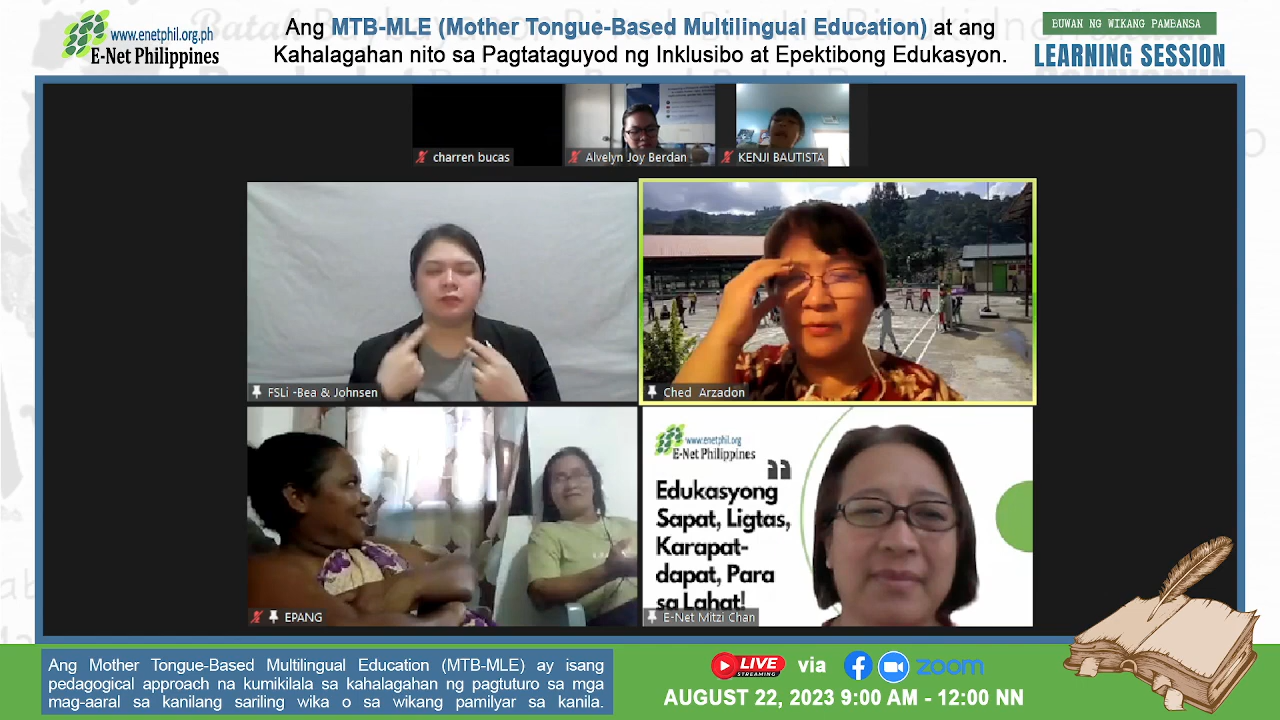 www.enetphil.org.ph
E-Net Philippines
Ang MTB-MLE (Mother Tongue-Based Multilingual Education) at ang
Kahalagahan nito sa Pagtataguyod ng Inklusibo at Epektibong Edukasyon.
BUWAN NG WIKANG PAMBANSA
LEARNING SESSION
charren bucas
Alvelyn Joy Berdan
KENJI BAUTISTA
FSLi -Bea & Johnsen
Ched Arzadon
EPANG
www.enetphil.org
E-Net Philippines
"
Edukasyong
Sapat, Ligtas,
Karapat-
dapat, Para
sa Lahat!
E-Net Mitzi Chan
Ang Mother Tongue-Based Multilingual Education (MTB-MLE) ay isang
pedagogical approach na kumikilala sa kahalagahan ng pagtuturo sa mga
mag-aaral sa kanilang sariling wika o sa wikang pamilyar sa kanila.
LIVE
STREAMING
via
zoom
AUGUST 22, 2023 9:00 AM - 12:00 NN